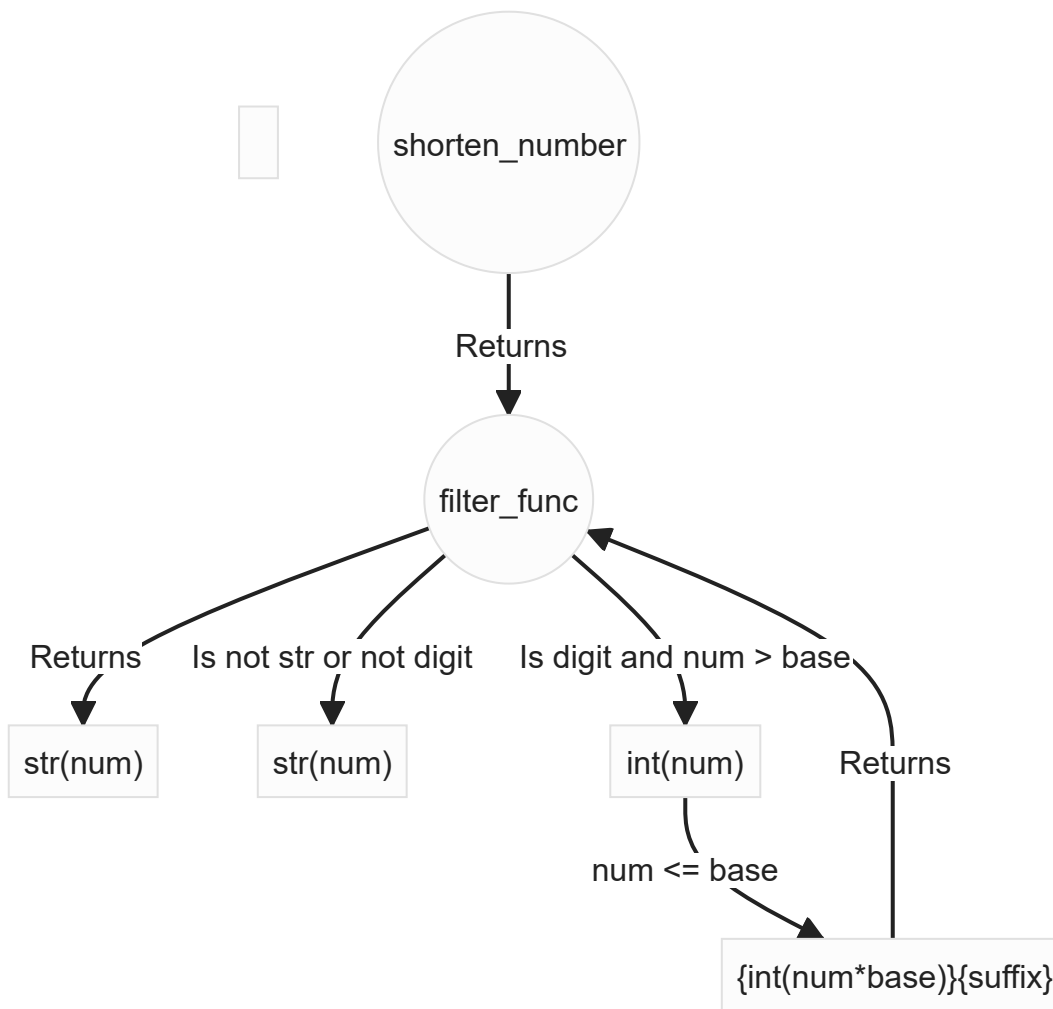 shorten_number
Returns
filter_func
Returns
Is not str or not digit
Is digit and num > base
str(num)
str(num)
int(num)
Returns
num <= base
{int(num*base)}{suffix}